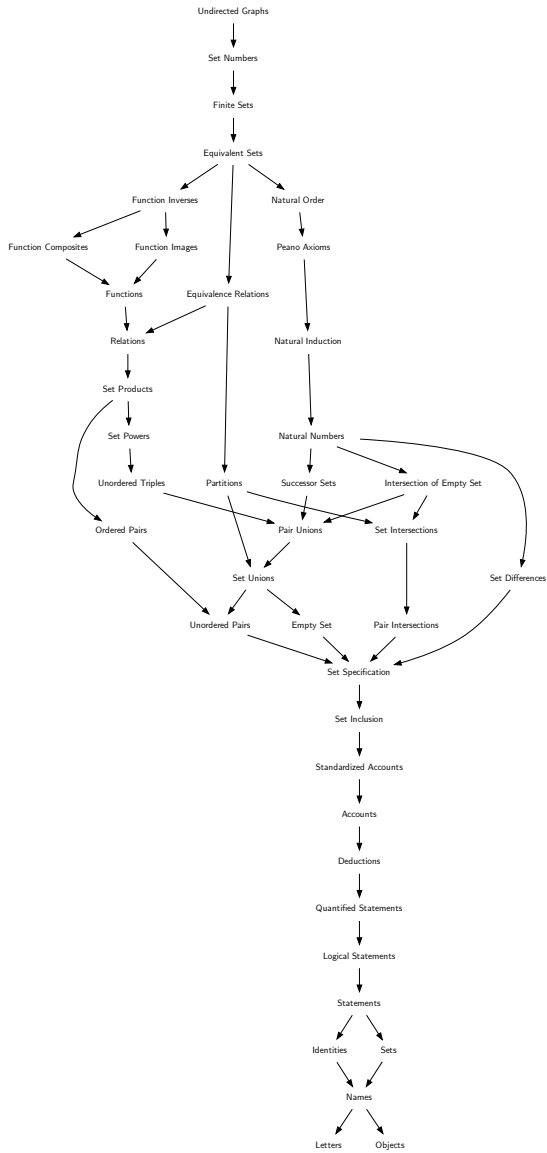 Undirected Graphs
Set Numbers
Finite Sets
Equivalent Sets
Function Inverses
Natural Order
Function Composites
Function Images
Peano Axioms
Functions
Equivalence Relations
Relations
Natural Induction
Set Products
Set Powers
Natural Numbers
Unordered Triples
Partitions
Successor Sets
Intersection of Empty Set
Ordered Pairs
Pair Unions
Set Intersections
Set Unions
Set Differences
Unordered Pairs
Empty Set
Pair Intersections
Set Specification
Set Inclusion
Standardized Accounts
Accounts
Deductions
Quantified Statements
Logical Statements
Statements
Identities
Sets
Names
Letters
Objects